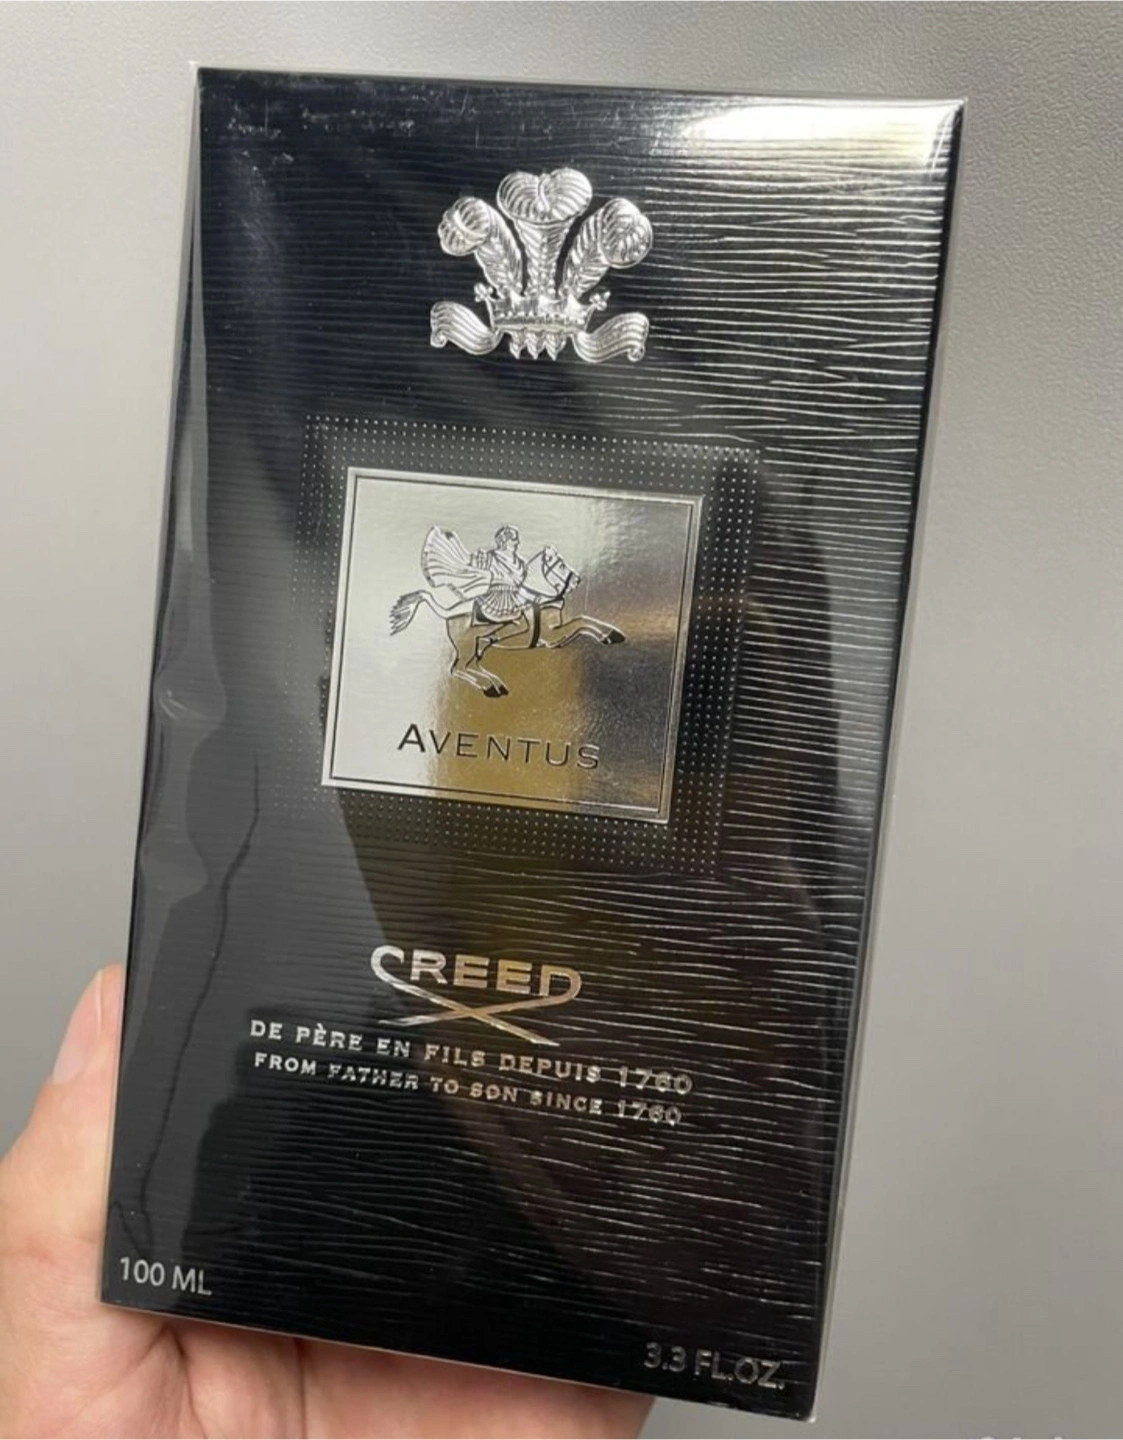 AVENTUS
CREED
DE PÈRE EN FILS DEPUIS 1760
FROM FATHER TO SON SINCE 1760
100 ML
3.3 FL.OZ.